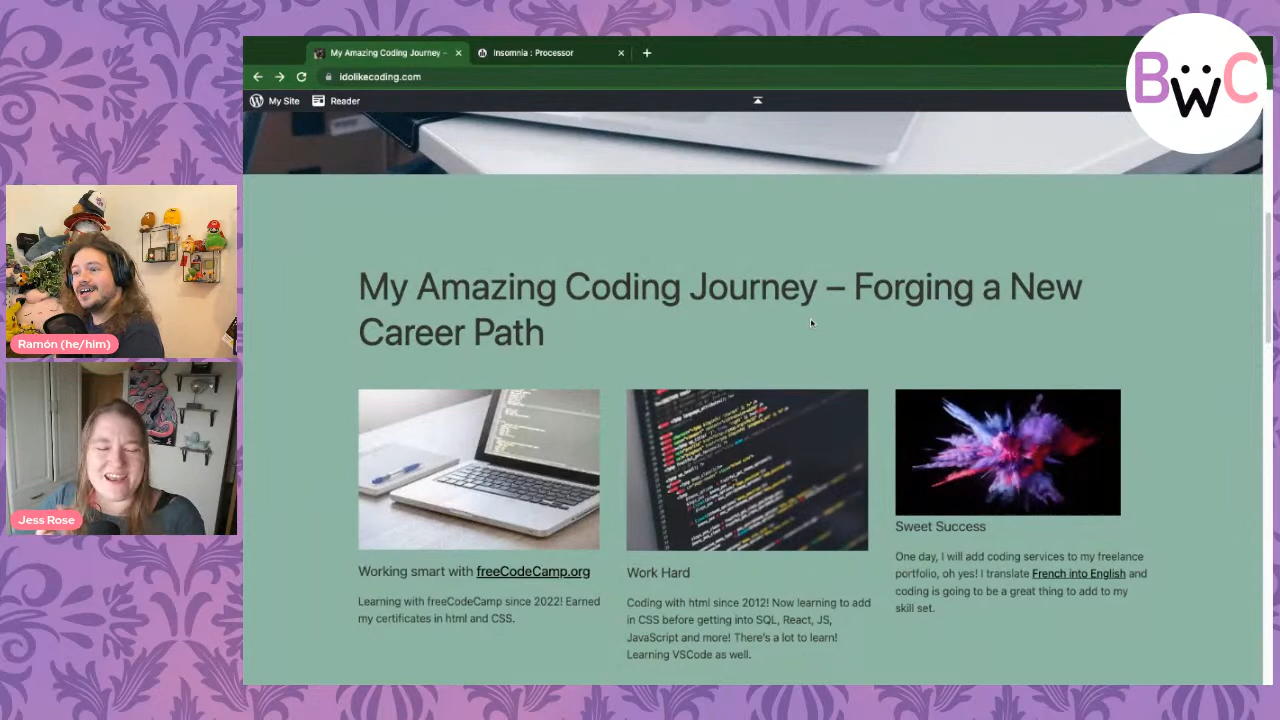 My Amazing Coding Journey –
Insomnia : Processor
idolikecoding.com
My Site
Reader
BWC
My Amazing Coding Journey – Forging a New
Career Path
Working smart with freeCodeCamp.org
Learning with freeCodeCamp since 2022! Earned
my certificates in html and CSS.
Work Hard
Coding with html since 2012! Now learning to add
in CSS before getting into SQL, React, JS,
JavaScript and more! There's a lot to learn!
Learning VSCode as well.
Sweet Success
One day, I will add coding services to my freelance
portfolio, oh yes! I translate French into English and
coding is going to be a great thing to add to my
skill set.
Ramón (he/him)
Jess Rose